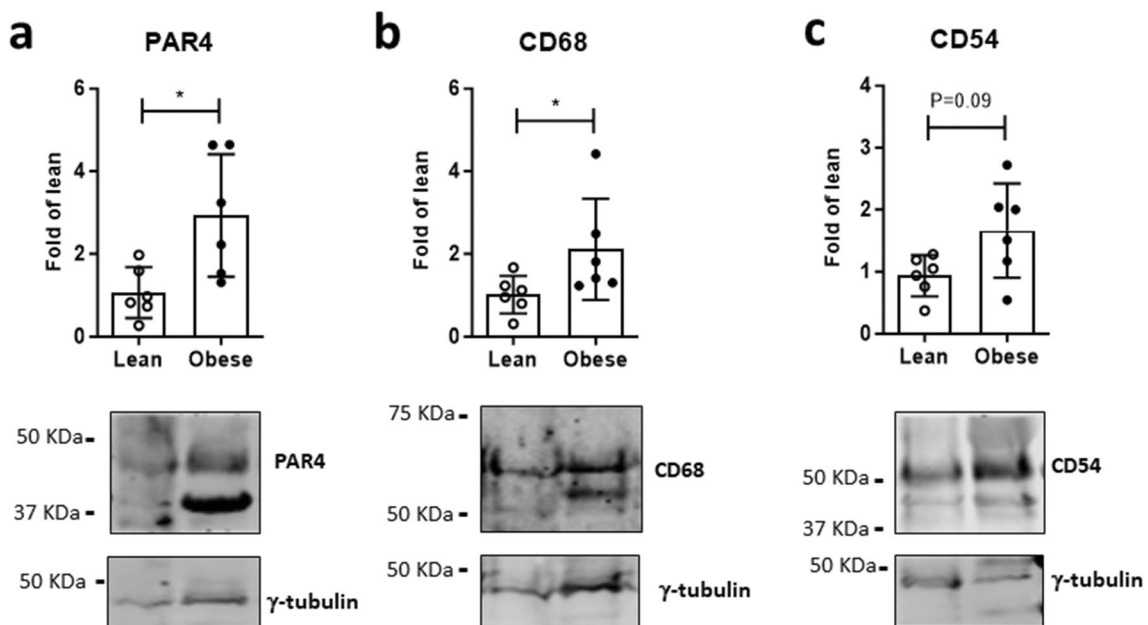 a
PAR4
Fold of lean
6
4
2
0
*
Lean Obese
50 KDa
37 KDa
PAR4
50 KDa
γ-tubulin
b
CD68
Fold of lean
6
4
2
0
*
Lean Obese
75 KDa
50 KDa
CD68
50 KDa
γ-tubulin
c
CD54
Fold of lean
4
3
2
1
0
P=0.09
Lean Obese
50 KDa
37 KDa
CD54
50 KDa
γ-tubulin